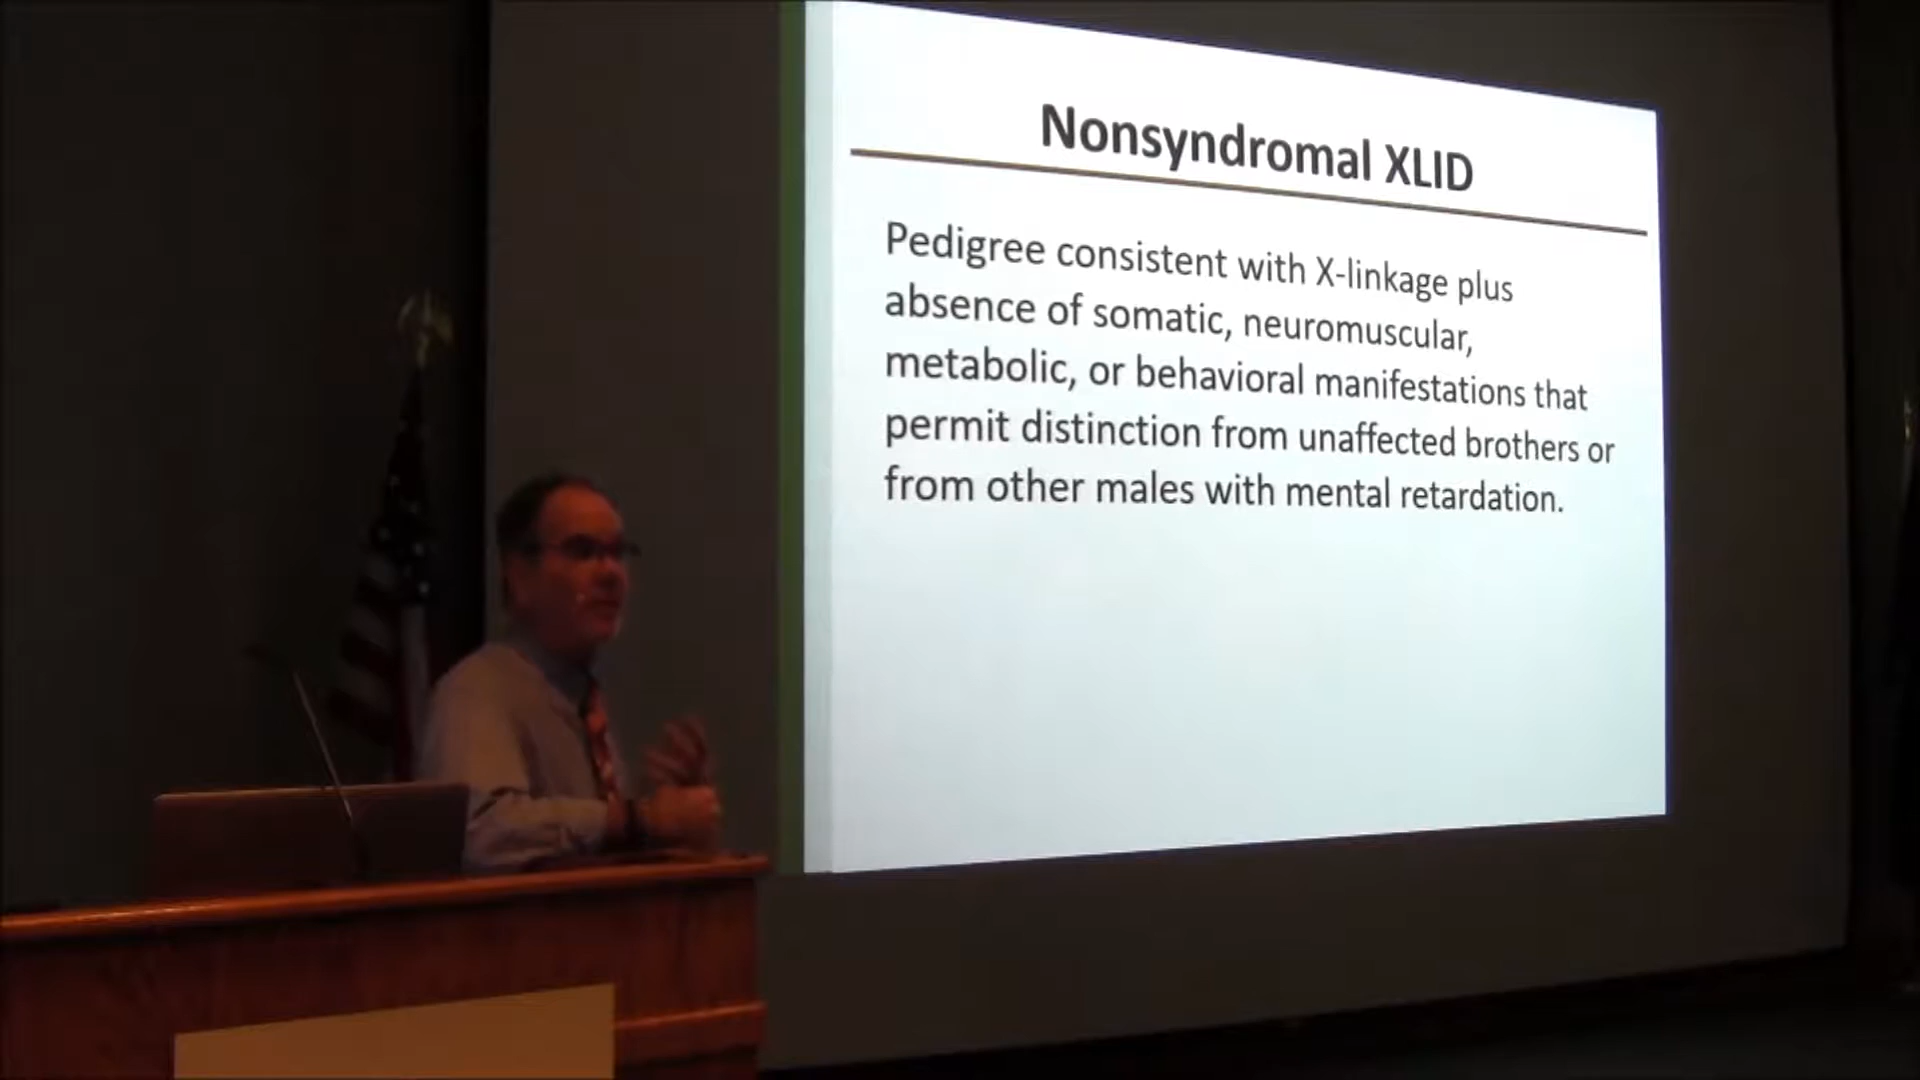 Nonsyndromal XLID
Pedigree consistent with X-linkage plus
absence of somatic, neuromuscular,
metabolic, or behavioral manifestations that
permit distinction from unaffected brothers or
from other males with mental retardation.